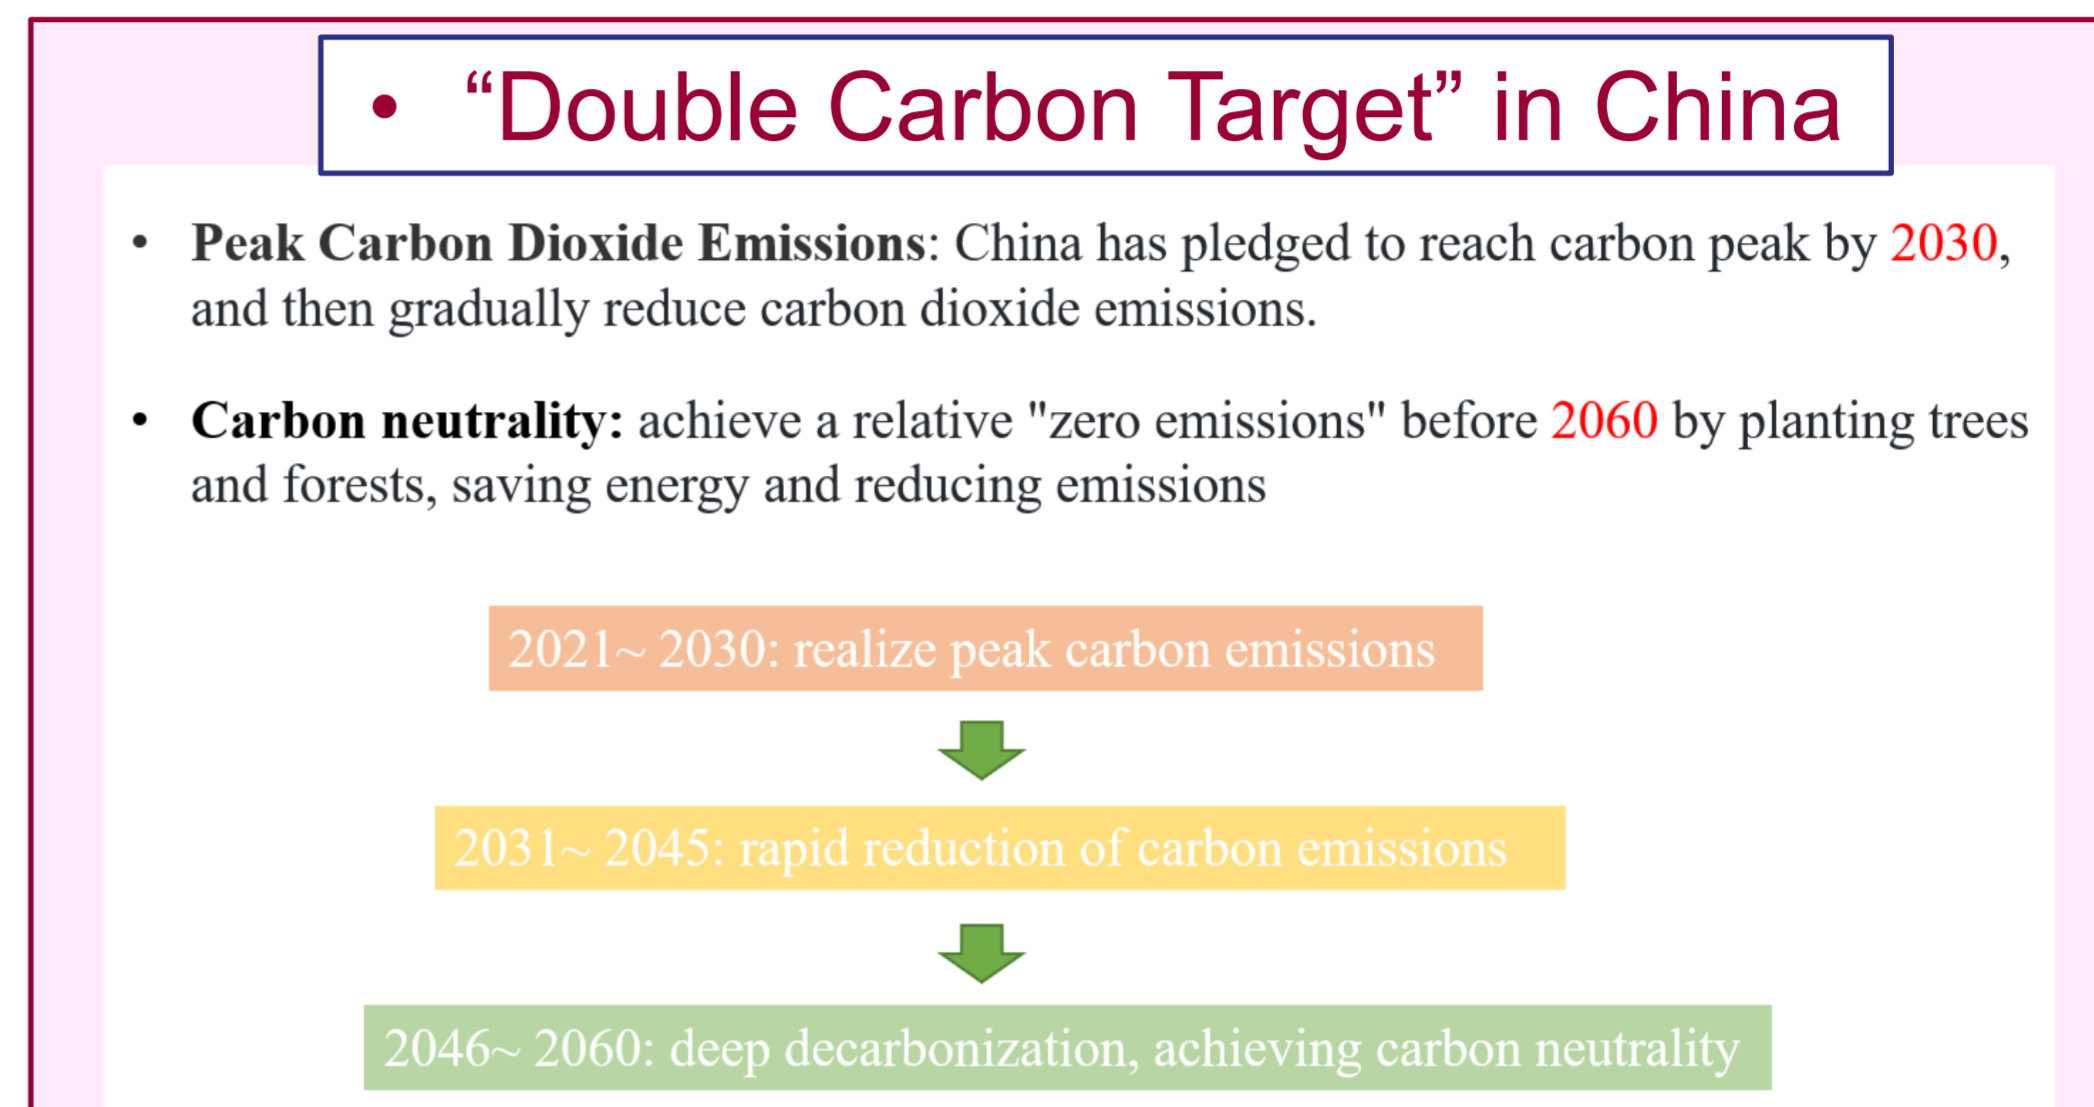 • “Double Carbon Target” in China
• Peak Carbon Dioxide Emissions: China has pledged to reach carbon peak by 2030,
and then gradually reduce carbon dioxide emissions.
• Carbon neutrality: achieve a relative "zero emissions" before 2060 by planting trees
and forests, saving energy and reducing emissions
2021~ 2030: realize peak carbon emissions
2031~ 2045: rapid reduction of carbon emissions
2046~ 2060: deep decarbonization, achieving carbon neutrality